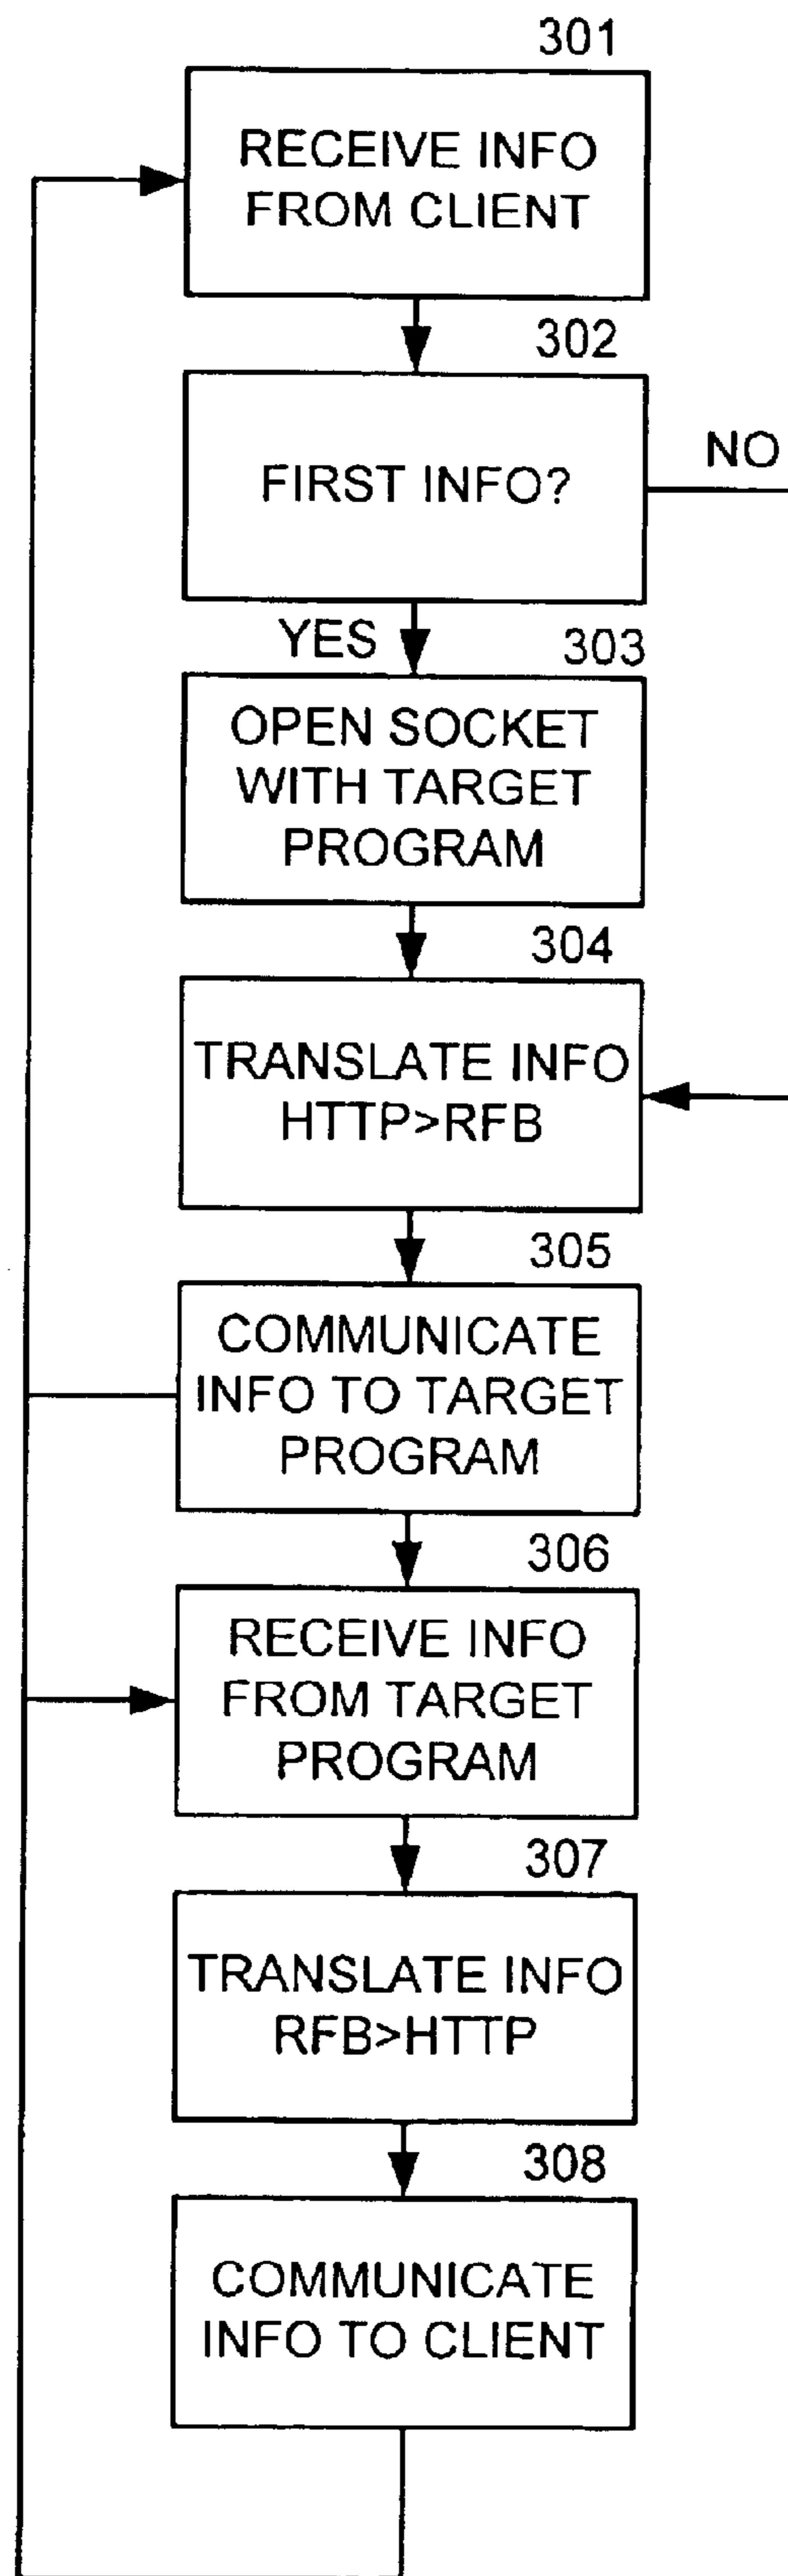 301
RECEIVE INFO
FROM CLIENT
302
FIRST INFO?
NO
YES
303
OPEN SOCKET
WITH TARGET
PROGRAM
304
TRANSLATE INFO
HTTP>RFB
305
COMMUNICATE
INFO TO TARGET
PROGRAM
306
RECEIVE INFO
FROM TARGET
PROGRAM
307
TRANSLATE INFO
RFB>HTTP
308
COMMUNICATE
INFO TO CLIENT